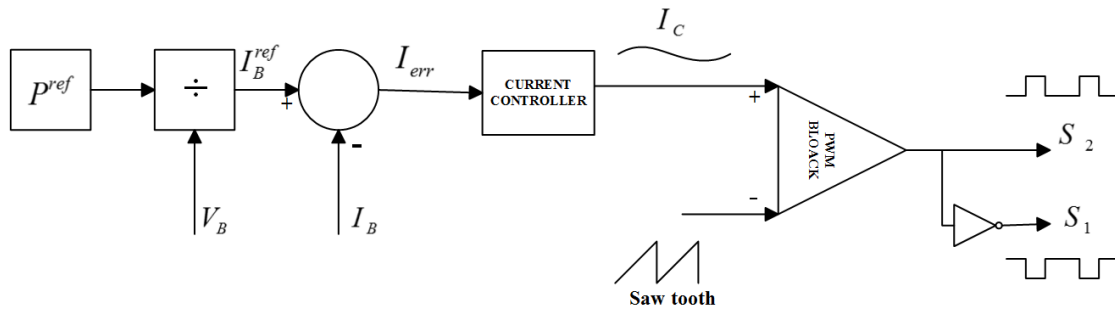 P^ref
÷
I_B^ref
+
-
V_B
I_B
I_err
CURRENT
CONTROLLER
I_C
+
-
PWM
BLOACK
Saw tooth
S_2
S_1